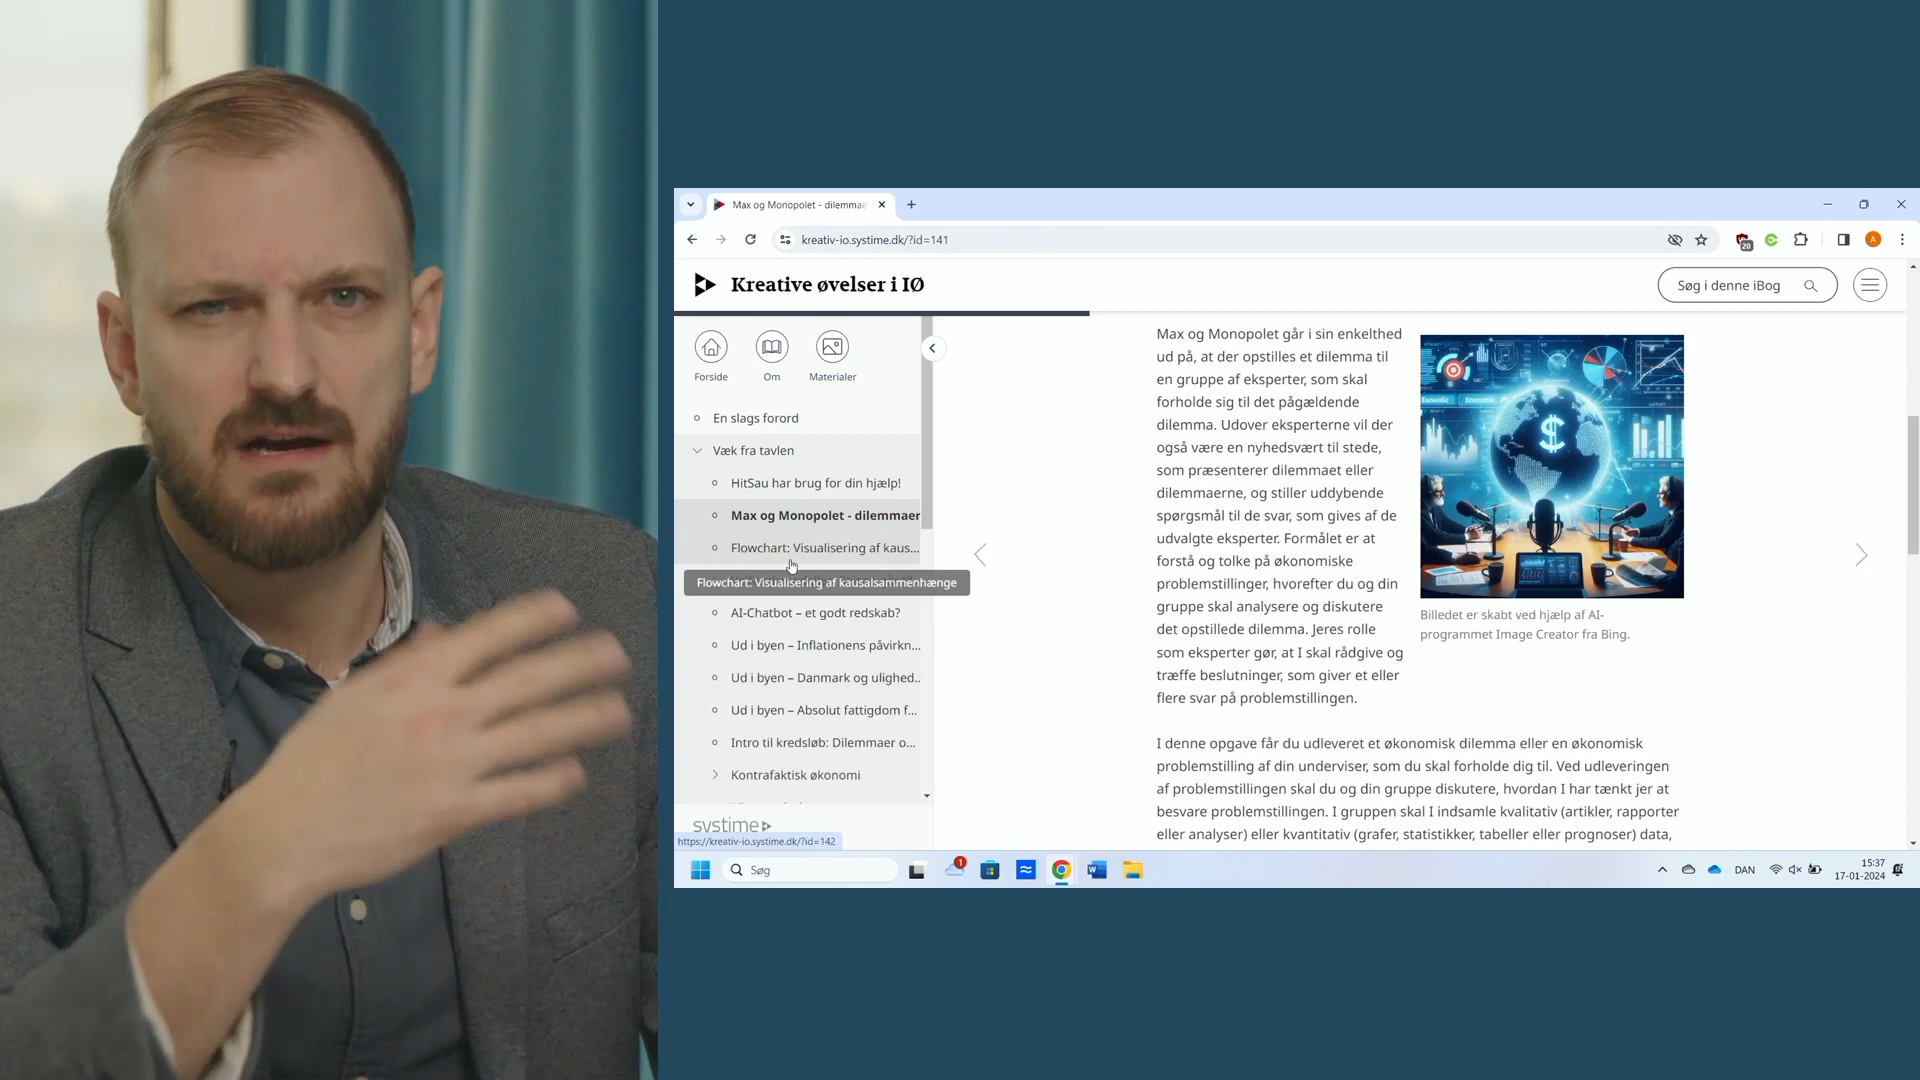 Max og Monopolet - dilemmae
kreativ-io.systime.dk/?id=141
20
A
Kreative øvelser i IØ
Søg i denne iBog
Forside
Om
Materialer
En slags forord
Væk fra tavlen
HitSau har brug for din hjælp!
Max og Monopolet - dilemmaer
Flowchart: Visualisering af kaus...
Flowchart: Visualisering af kausalsammenhænge
AI-Chatbot – et godt redskab?
Ud i byen – Inflationens påvirkn...
Ud i byen – Danmark og ulighed...
Ud i byen – Absolut fattigdom f...
Intro til kredsløb: Dilemmaer o...
Kontrafaktisk økonomi
systime
https://kreativ-io.systime.dk/?id=142
Max og Monopolet går i sin enkelthed
ud på, at der opstilles et dilemma til
en gruppe af eksperter, som skal
forholde sig til det pågældende
dilemma. Udover eksperterne vil der
også være en nyhedsvært til stede,
som præsenterer dilemmaet eller
dilemmaerne, og stiller uddybende
spørgsmål til de svar, som gives af de
udvalgte eksperter. Formålet er at
forstå og tolke på økonomiske
problemstillinger, hvorefter du og din
gruppe skal analysere og diskutere
det opstillede dilemma. Jeres rolle
som eksperter gør, at I skal rådgive og
træffe beslutninger, som giver et eller
flere svar på problemstillingen.
$
Billedet er skabt ved hjælp af AI-
programmet Image Creator fra Bing.
I denne opgave får du udleveret et økonomisk dilemma eller en økonomisk
problemstilling af din underviser, som du skal forholde dig til. Ved udleveringen
af problemstillingen skal du og din gruppe diskutere, hvordan I har tænkt jer at
besvare problemstillingen. I gruppen skal I indsamle kvalitativ (artikler, rapporter
eller analyser) eller kvantitativ (grafer, statistikker, tabeller eller prognoser) data,
Søg
1
DAN
15:37
17-01-2024